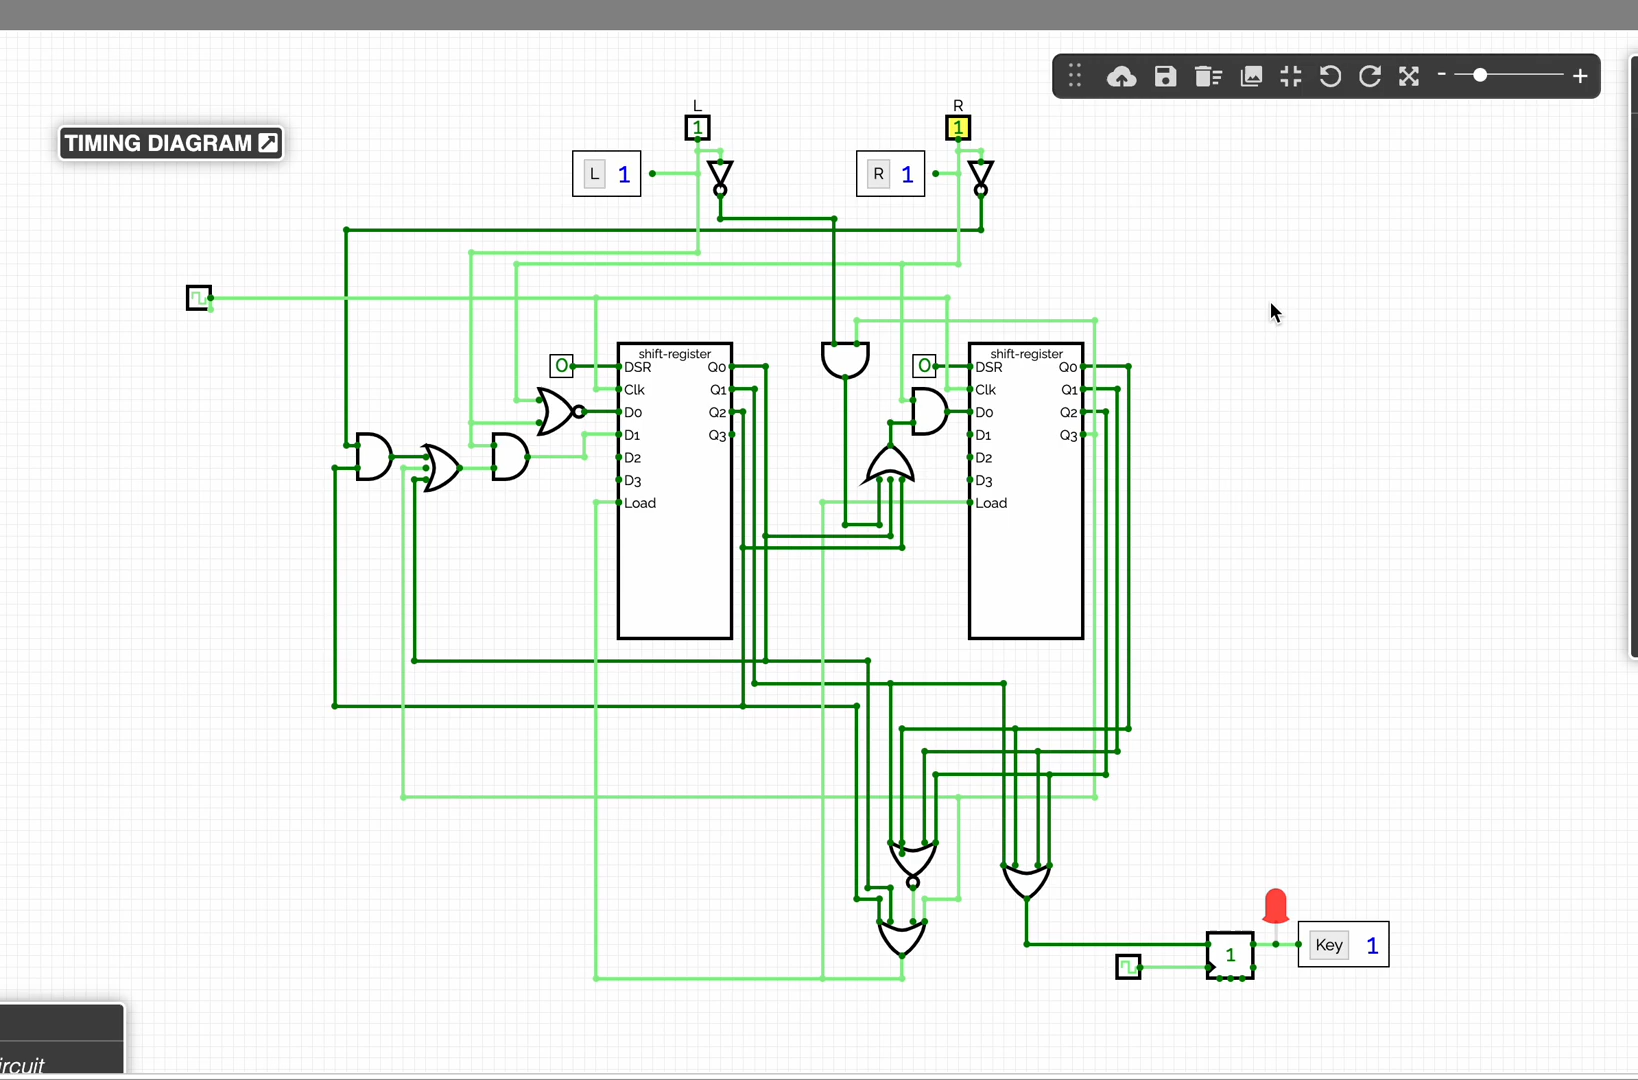 L
R
TIMING DIAGRAM
1
1
L 1
R 1
shift-register
shift-register
0
DSR
Q0
0
DSR
Q0
Clk
Q1
Clk
Q1
D0
Q2
D0
Q2
D1
Q3
D1
Q3
D2
D2
D3
D3
Load
Load
1
Key 1
ircuit